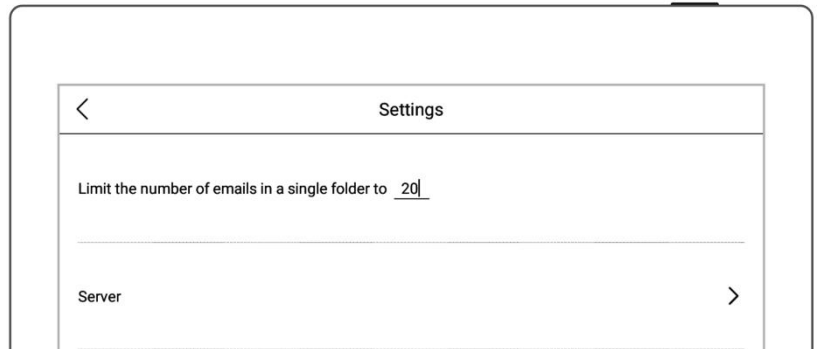 Settings
Limit the number of emails in a single folder to 20
Server